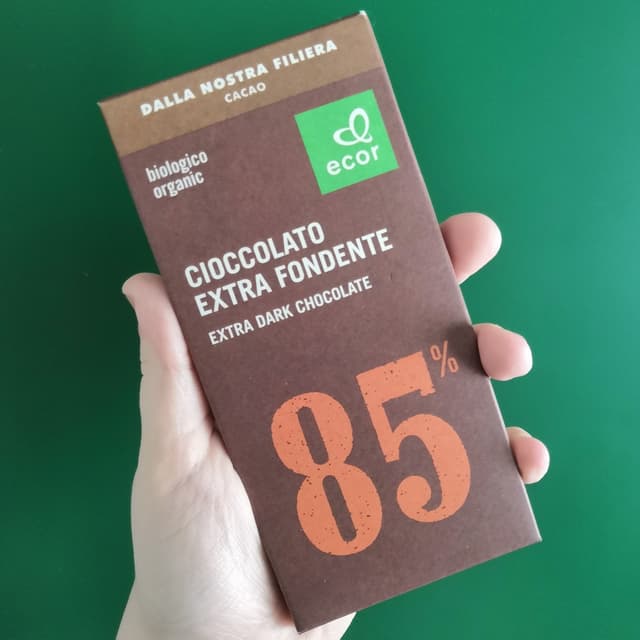 DALLA NOSTRA FILIERA
CACAO
biologico
organic
ecor
CIOCCOLATO
EXTRA FONDENTE
EXTRA DARK CHOCOLATE
85%